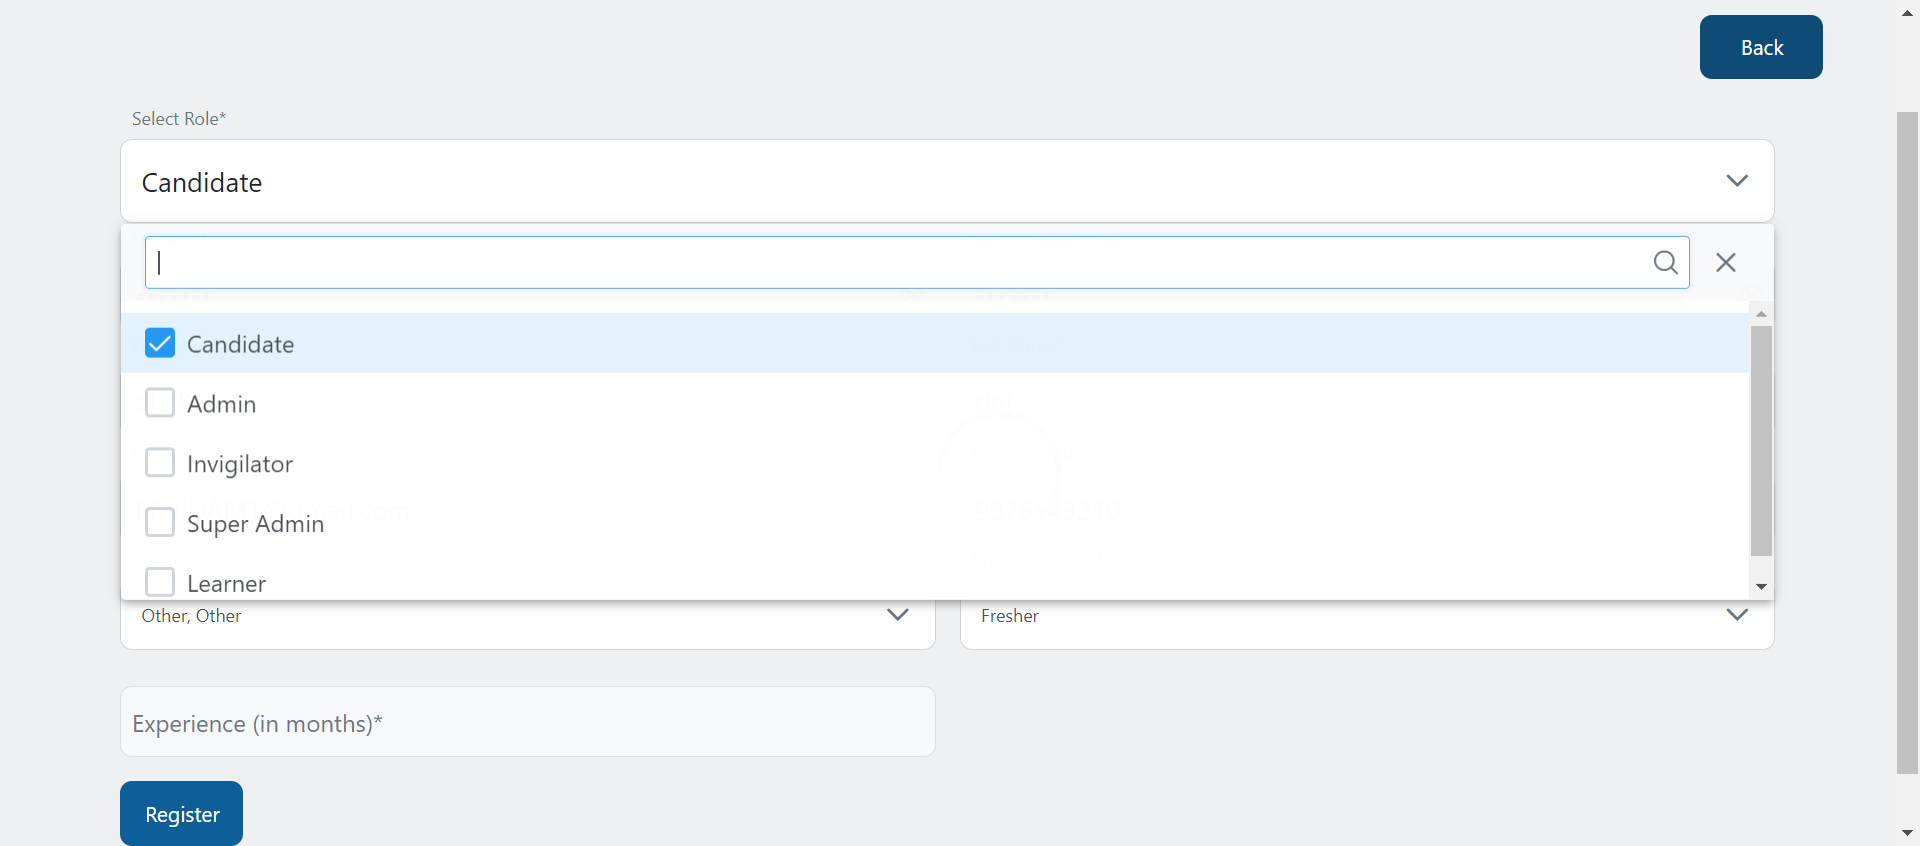 Back
Select Role*
Candidate
Candidate
Admin
Invigilator
Super Admin
Learner
Other, Other
Fresher
Experience (in months)*
Register